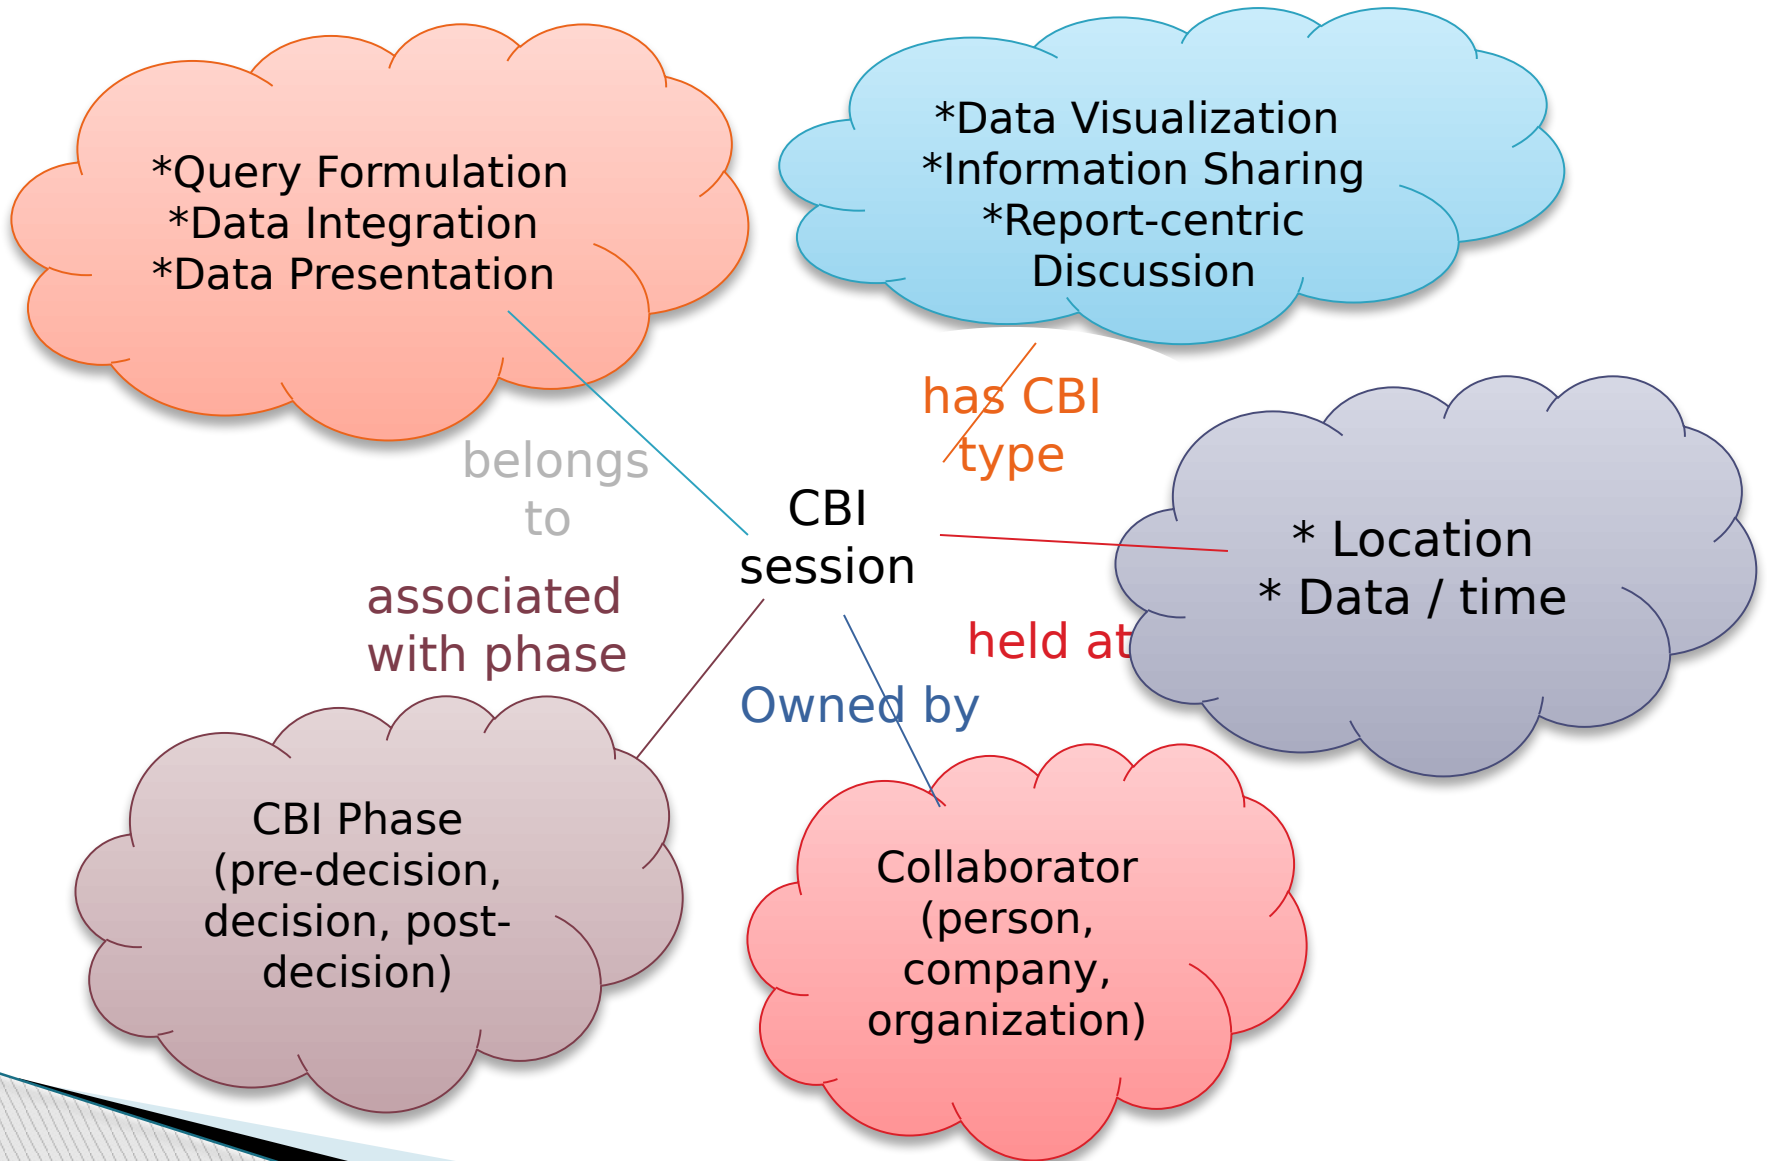 *Query Formulation
*Data Integration
*Data Presentation
*Data Visualization
*Information Sharing
*Report-centric
Discussion
has CBI
type
belongs
to
CBI
session
* Location
* Data / time
associated
with phase
held at
Owned by
CBI Phase
(pre-decision,
decision, post-
decision)
Collaborator
(person,
company,
organization)